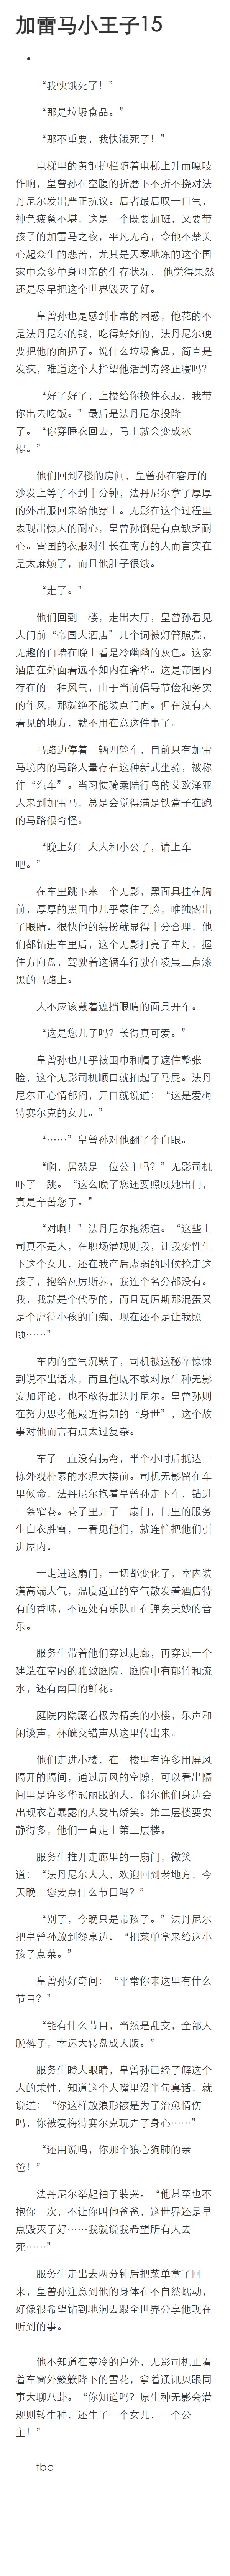 加雷马小王子15
•
“我快饿死了！”
“那是垃圾食品。”
“那不重要，我快饿死了！”
电梯里的黄铜护栏随着电梯上升而嘎吱
作响，皇曾孙在空腹的折磨下不折不挠对法
丹尼尔发出严正抗议。后者最后叹一口气，
神色疲惫不堪，这是一个既要加班，又要带
孩子的加雷马之夜，平凡无奇，令他不禁关
心起众生的悲苦，尤其是天寒地冻的这个国
家中众多单身母亲的生存状况， 他觉得果然
还是尽早把这个世界毁灭了好。
皇曾孙也是感到非常的困惑，他花的不
是法丹尼尔的钱，吃得好好的，法丹尼尔硬
要把他的面扔了。说什么垃圾食品，简直是
发疯，难道这个人指望他活到寿终正寝吗？
“好了好了，上楼给你换件衣服，我带
你出去吃饭。”最后是法丹尼尔投降
了。“你穿睡衣回去，马上就会变成冰
棍。”
他们回到7楼的房间，皇曾孙在客厅的
沙发上等了不到十分钟，法丹尼尔拿了厚厚
的外出服回来给他穿上。无影在这个过程里
表现出惊人的耐心，皇曾孙倒是有点缺乏耐
心。雪国的衣服对生长在南方的人而言实在
是太麻烦了，而且他肚子很饿。
“走了。”
他们回到一楼，走出大厅，皇曾孙看见
大门前“帝国大酒店”几个词被灯管照亮，
无趣的白墙在晚上看是冷幽幽的灰色。这家
酒店在外面看远不如内在奢华。这是帝国内
存在的一种风气，由于当前倡导节俭和务实
的作风，那就绝不能装点门面。但在没有人
看见的地方，就不用在意这件事了。
马路边停着一辆四轮车，目前只有加雷
马境内的马路大量存在这种新式坐骑，被称
作“汽车”。当习惯骑乘陆行鸟的艾欧泽亚
人来到加雷马，总是会觉得满是铁盒子在跑
的马路很奇怪。
“晚上好！大人和小公子，请上车
吧。”
在车里跳下来一个无影，黑面具挂在胸
前，厚厚的黑围巾几乎蒙住了脸，唯独露出
了眼睛。很快他的装扮就显得十分合理，他
们都钻进车里后，这个无影打亮了车灯，握
住方向盘，驾驶着这辆车行驶在凌晨三点漆
黑的马路上。
人不应该戴着遮挡眼睛的面具开车。
“这是您儿子吗？长得真可爱。”
皇曾孙也几乎被围巾和帽子遮住整张
脸，这个无影司机顺口就拍起了马屁。法丹
尼尔正心情郁闷，开口就说道：“这是爱梅
特赛尔克的女儿。”
“……”皇曾孙对他翻了个白眼。
“啊，居然是一位公主吗？”无影司机
吓了一跳。“这么晚了您还要照顾她出门，
真是辛苦您了。”
“对啊！”法丹尼尔抱怨道。“这些上
司真不是人，在职场潜规则我，让我变性生
下这个女儿，还在我产后虚弱的时候抢走这
孩子，抱给瓦厉斯养，我连个名分都没有。
我，我就是个代孕的，而且瓦厉斯那混蛋又
是个虐待小孩的白痴，现在还不是让我照
顾……”
车内的空气沉默了，司机被这秘辛惊悚
到说不出话来，而且他既不敢对原生种无影
妄加评论，也不敢得罪法丹尼尔。皇曾孙则
在努力思考他最近得知的“身世”，这个故
事对他而言有点太过复杂。
车子一直没有拐弯，半个小时后抵达一
栋外观朴素的水泥大楼前。司机无影留在车
里候命，法丹尼尔抱着皇曾孙走下车，钻进
一条窄巷。巷子里开了一扇门，门里的服务
生白衣胜雪，一看见他们，就连忙把他们引
进屋内。
一走进这扇门，一切都变化了，室内装
潢高端大气，温度适宜的空气散发着酒店特
有的香味，不远处有乐队正在弹奏美妙的音
乐。
服务生带着他们穿过走廊，再穿过一个
建造在室内的雅致庭院，庭院中有郁竹和流
水，还有南国的鲜花。
庭院内隐藏着极为精美的小楼，乐声和
闲谈声，杯觥交错声从这里传出来。
他们走进小楼，在一楼里有许多用屏风
隔开的隔间，通过屏风的空隙，可以看出隔
间里是许多华冠丽服的人，偶尔他们身边会
出现衣着暴露的人发出娇笑。第二层楼要安
静得多，他们一直走上第三层楼。
服务生推开走廊里的一扇门，微笑
道：“法丹尼尔大人，欢迎回到老地方，今
天晚上您要点什么节目吗？”
“别了，今晚只是带孩子。”法丹尼尔
把皇曾孙放到餐桌边。“把菜单拿来给这小
孩子点菜。”
皇曾孙好奇问：“平常你来这里有什么
节目？”
“能有什么节目，当然是乱交，全部人
脱裤子，幸运大转盘成人版。”
服务生瞪大眼睛，皇曾孙已经了解这个
人的秉性，知道这个人嘴里没半句真话，就
说道：“你这样放浪形骸是为了治愈情伤
吗，你被爱梅特赛尔克玩弄了身心……”
“还用说吗，你那个狼心狗肺的亲
爸！”
法丹尼尔举起袖子装哭。“他甚至也不
抱你一次，不让你叫他爸爸，这世界还是早
点毁灭了好……我就说我希望所有人去
死……”
服务生走出去两分钟后把菜单拿了回
来，皇曾孙注意到他的身体在不自然蠕动，
好像很希望钻到地洞去跟全世界分享他现在
听到的事。
他不知道在寒冷的户外，无影司机正看
着车窗外簌簌降下的雪花，拿着通讯贝跟同
事大聊八卦。“你知道吗？原生种无影会潜
规则转生种，还生了一个女儿，一个公
主！”
tbc